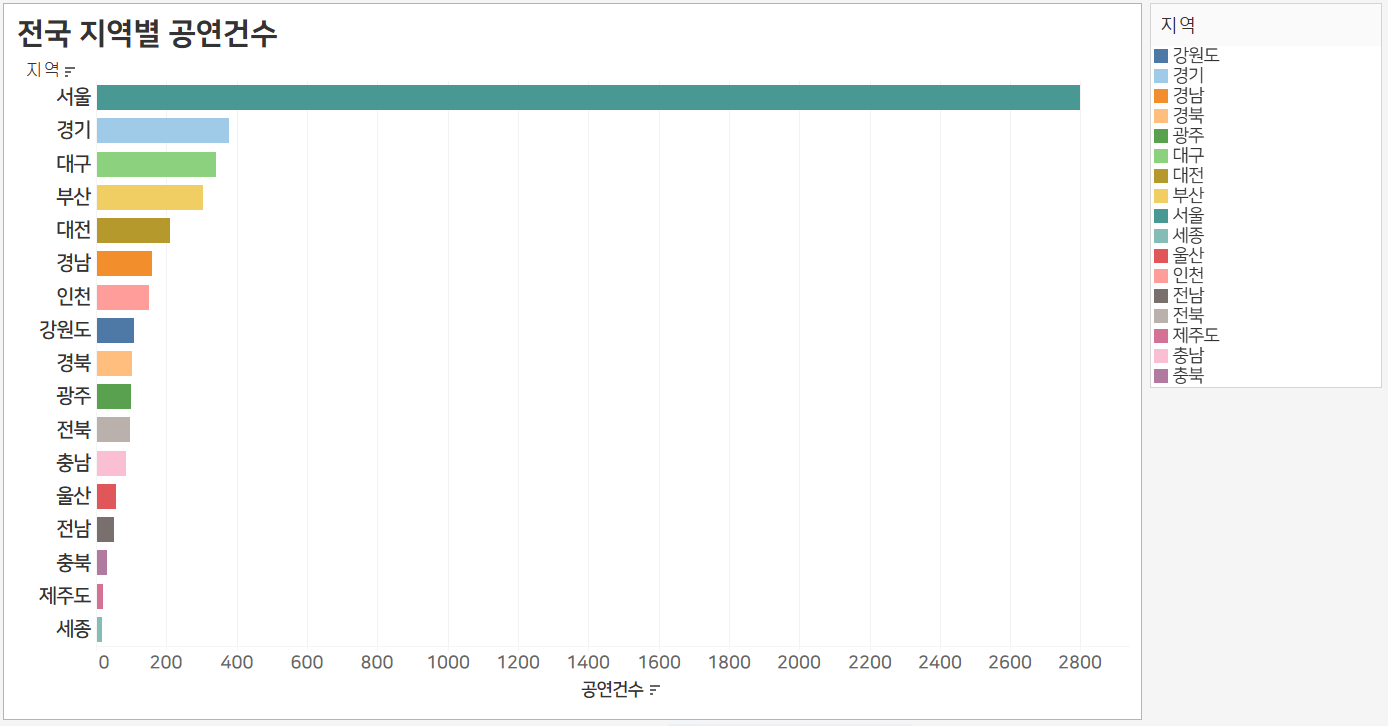 전국 지역별 공연건수
지역
서울
경기
대구
부산
대전
경남
인천
강원도
경북
광주
전북
충남
울산
전남
충북
제주도
세종
0 200 400 600 800 1000 1200 1400 1600 1800 2000 2200 2400 2600 2800
공연건수
지역
강원도
경기
경남
경북
광주
대구
대전
부산
서울
세종
울산
인천
전남
전북
제주도
충남
충북